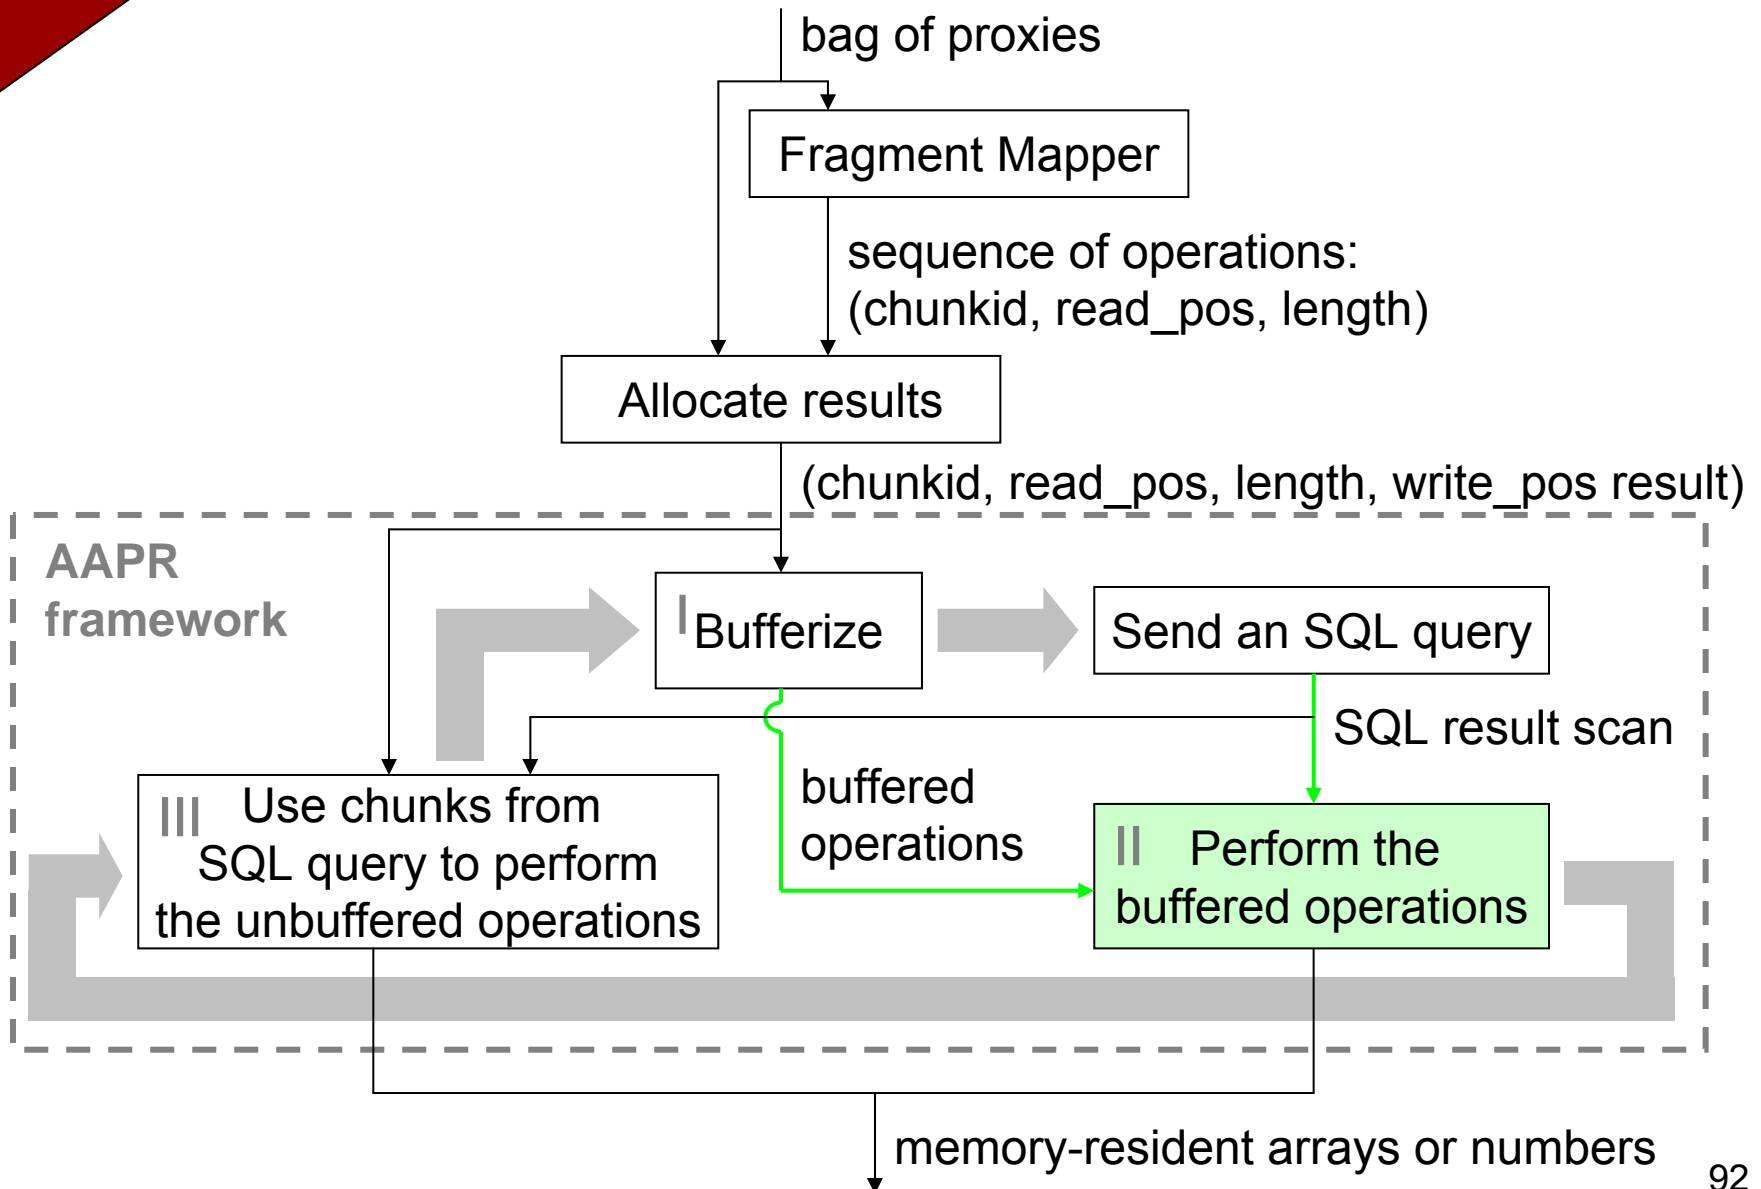 bag of proxies
Fragment Mapper
sequence of operations:
(chunkid, read_pos, length)
Allocate results
(chunkid, read_pos, length, write_pos result)
AAPR
framework
I Bufferize
Send an SQL query
SQL result scan
buffered
operations
III Use chunks from
SQL query to perform
the unbuffered operations
II Perform the
buffered operations
memory-resident arrays or numbers
92